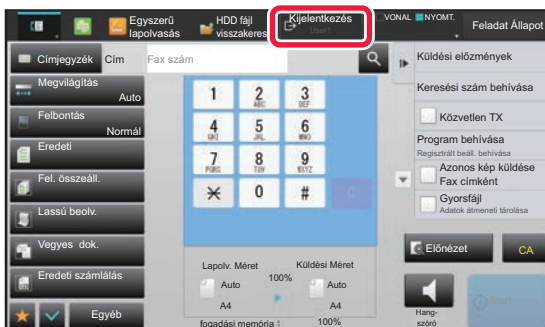 Egyszerű
lapolvasás
HDD fájl
visszakeres
Kijelentkezés
User1
VONAL
NYOMT.
Feladat Állapot
Címjegyzék
Cím
Fax szám
Megvilágítás
Auto
Felbontás
Normál
Eredeti
Fel. összeáll.
Lassú beolv.
Vegyes dok.
Eredeti számlálás
Egyéb
1
2
ABC
3
DEF
4
GHI
5
JKL
6
MNO
7
PQRS
8
TUV
9
WXYZ
0
#
C
Lapolv. Méret
Küldési Méret
100%
Auto
Auto
A4
A4
fogadási memória :
100%
Küldési előzmények
Keresési szám behívása
Közvetlen TX
Program behívása
Regisztrált beáll. behívása
Azonos kép küldése
Fax címként
Gyorsfájl
Adatok átmeneti tárolása
Előnézet
CA
Hang-
szóró
Start